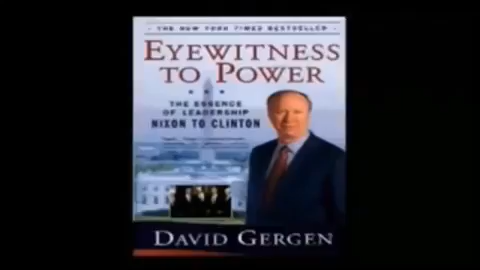 THE NEW YORK TIMES BESTSELLER
EYEWITNESS
TO POWER
THE ESSENCE
OF LEADERSHIP
NIXON TO CLINTON
DAVID GERGEN